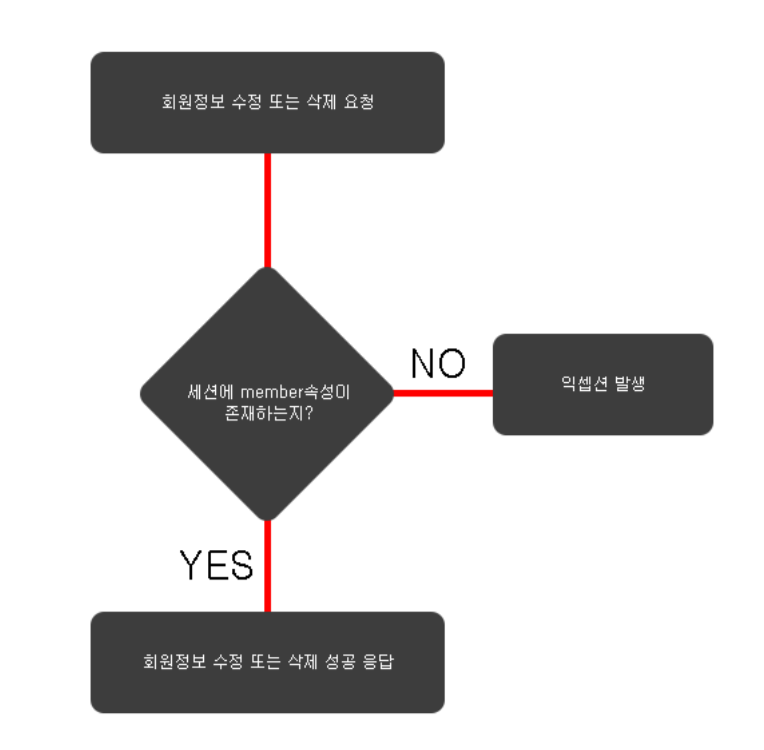 회원정보 수정 또는 삭제 요청
세션에 member속성이
존재하는지?
NO
익셉션 발생
YES
회원정보 수정 또는 삭제 성공 응답